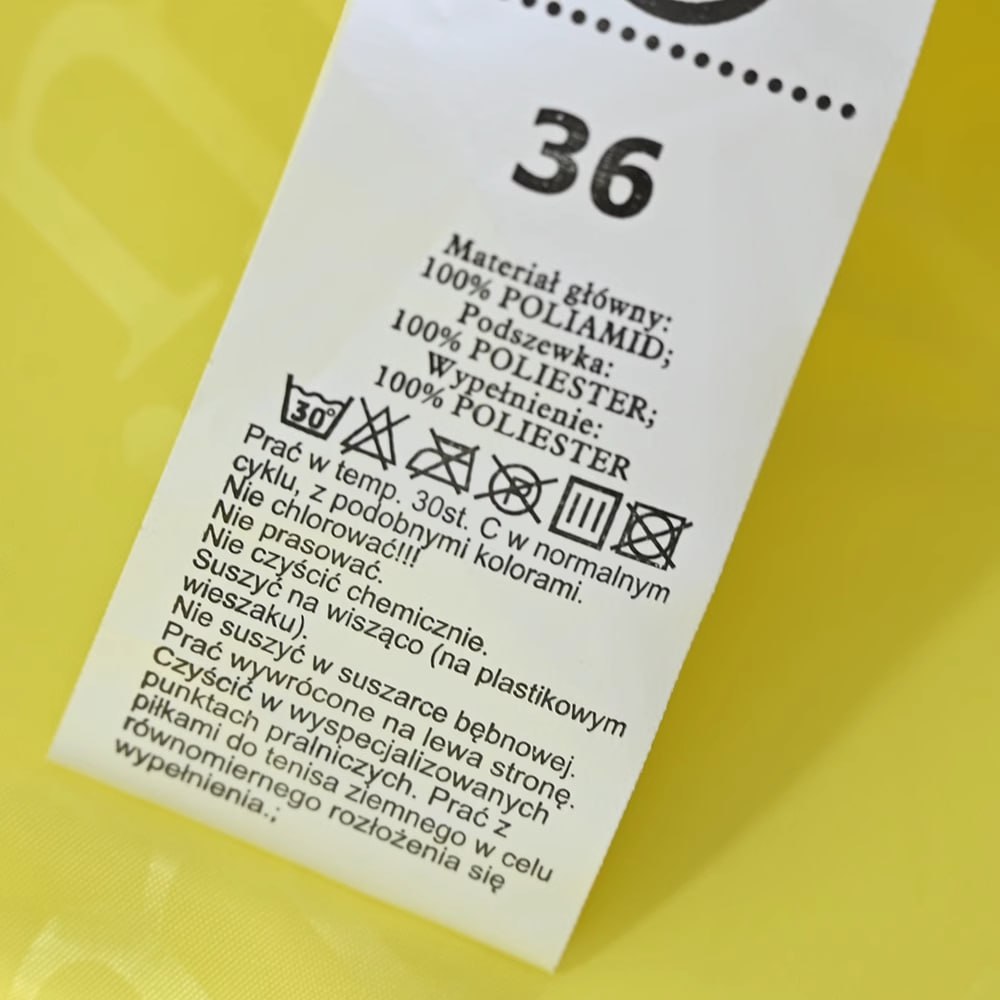 36
Materiał główny:
100% POLIAMID;
Podszewka:
100% POLIESTER;
Wypełnienie:
100% POLIESTER
30°
P
Prać w temp. 30st. C w normalnym
cyklu, z podobnymi kolorami.
Nie chlorować!!!
Nie prasować.
Nie czyścić chemicznie.
Suszyć na wisząco (na plastikowym
wieszaku).
Nie suszyć w suszarce bębnowej.
Prać wywrócone na lewa stronę.
Czyścić w wyspecjalizowanych
punktach pralniczych. Prać z
piłkami do tenisa ziemnego w celu
równomiernego rozłożenia się
wypełnienia.;